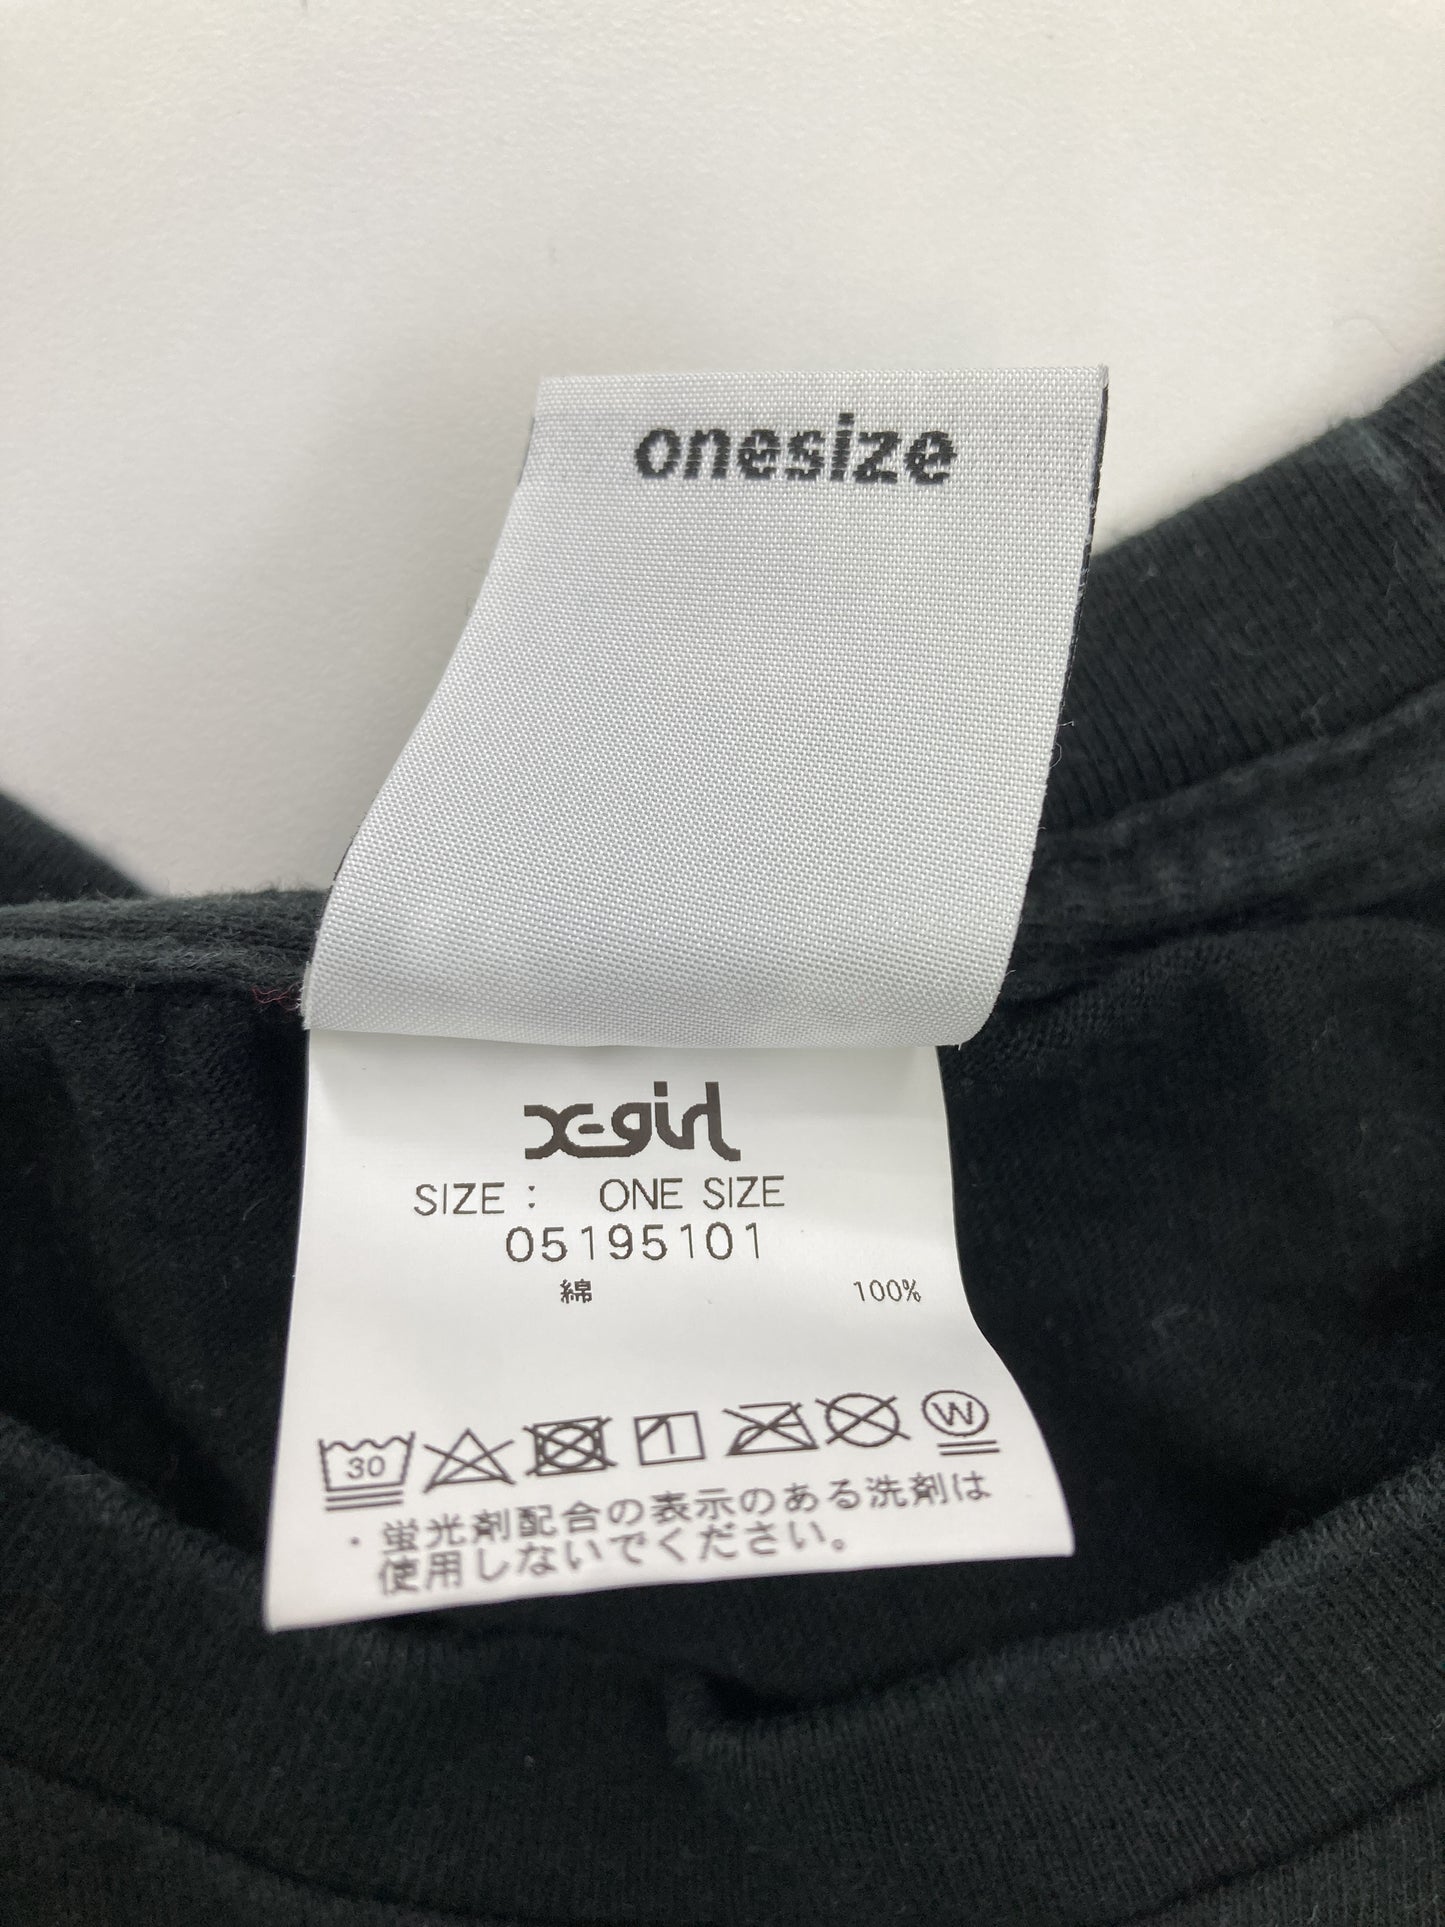 onesize
X-girl
SIZE : ONE SIZE
05195101
綿 100%
30 W
・蛍光剤配合の表示のある洗剤は
使用しないでください。